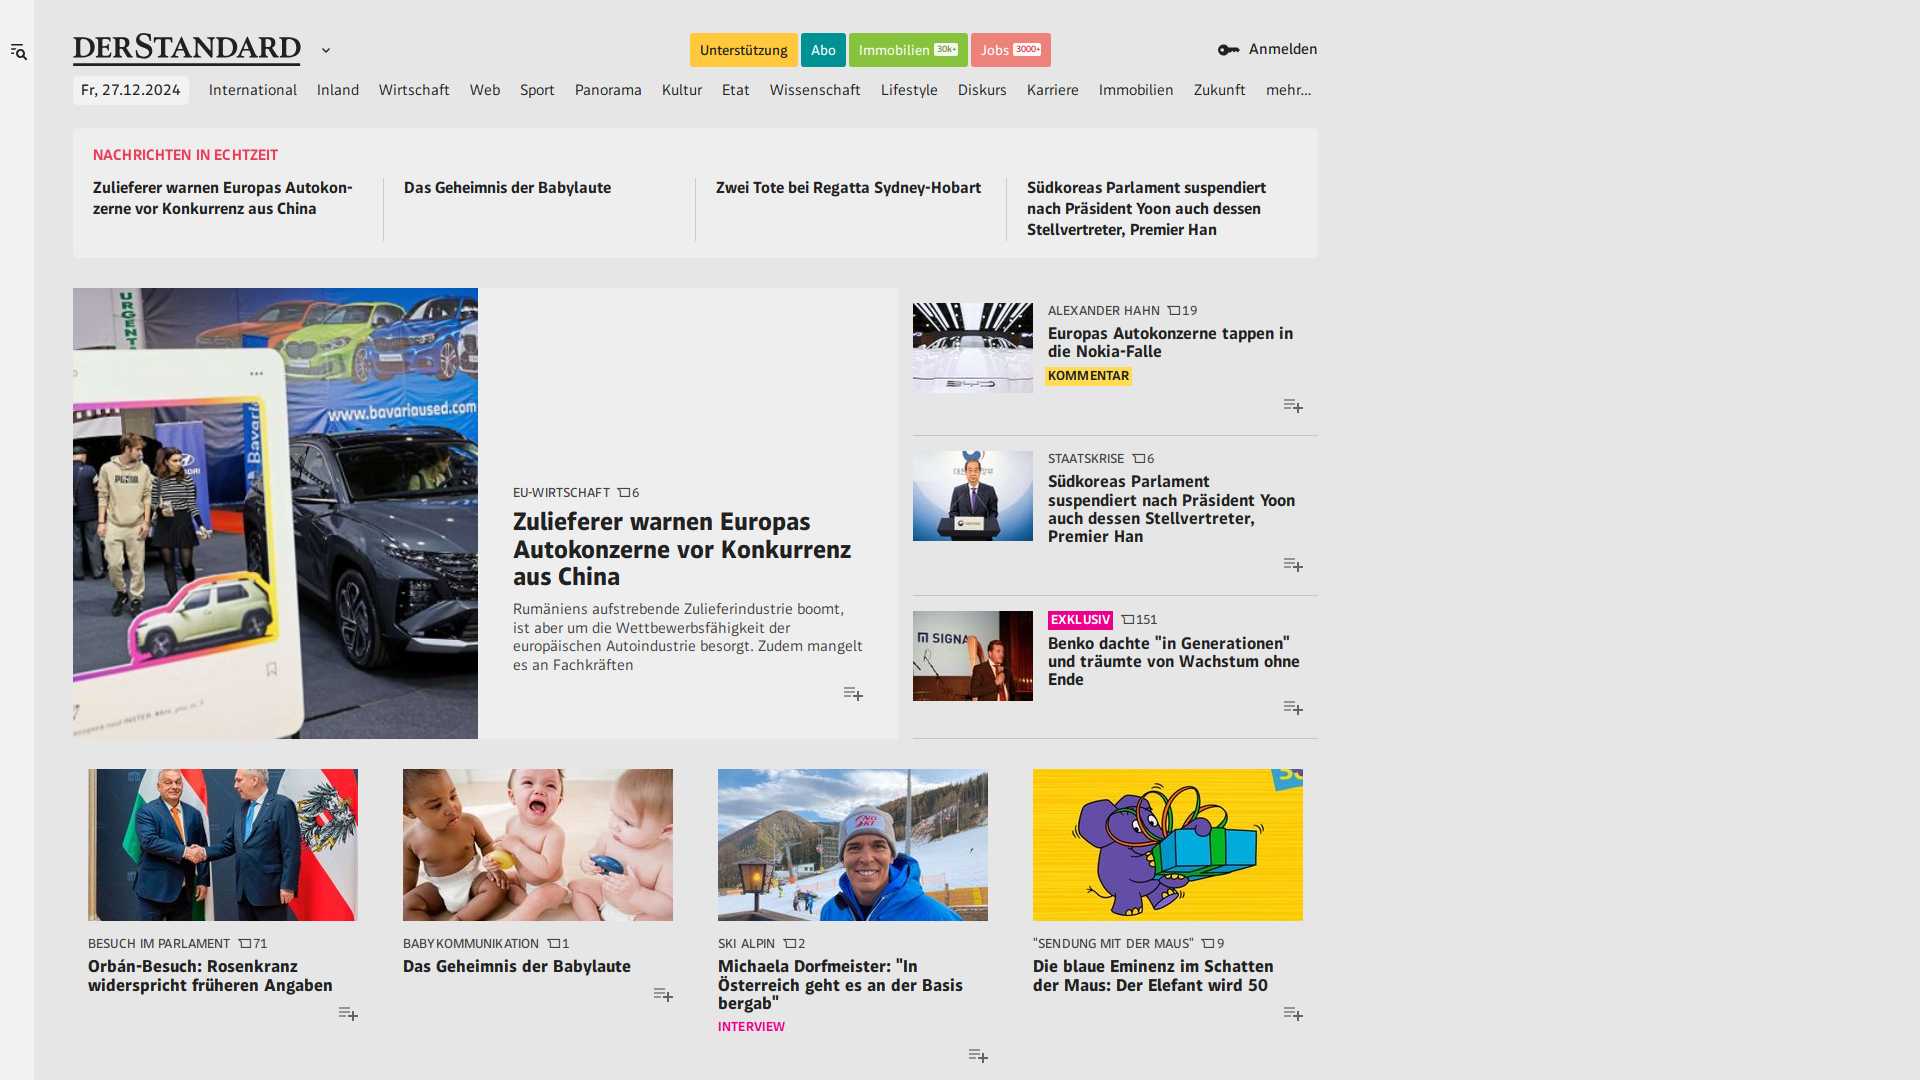 DERSTANDARD
Unterstützung
Abo
Immobilien 30k+
Jobs 3000+
Anmelden
Fr, 27.12.2024
International
Inland
Wirtschaft
Web
Sport
Panorama
Kultur
Etat
Wissenschaft
Lifestyle
Diskurs
Karriere
Immobilien
Zukunft
mehr...
NACHRICHTEN IN ECHTZEIT
Zulieferer warnen Europas Autokon-
zerne vor Konkurrenz aus China
Das Geheimnis der Babylaute
Zwei Tote bei Regatta Sydney-Hobart
Südkoreas Parlament suspendiert
nach Präsident Yoon auch dessen
Stellvertreter, Premier Han
URGENT
www.bavariaused.com
EU-WIRTSCHAFT 6
Zulieferer warnen Europas
Autokonzerne vor Konkurrenz
aus China
Rumäniens aufstrebende Zulieferindustrie boomt,
ist aber um die Wettbewerbsfähigkeit der
europäischen Autoindustrie besorgt. Zudem mangelt
es an Fachkräften
BYD
ALEXANDER HAHN 19
Europas Autokonzerne tappen in
die Nokia-Falle
KOMMENTAR
STAATSKRISE 6
Südkoreas Parlament
suspendiert nach Präsident Yoon
auch dessen Stellvertreter,
Premier Han
SIGNA
EXKLUSIV 151
Benko dachte "in Generationen"
und träumte von Wachstum ohne
Ende
BESUCH IM PARLAMENT 71
Orbán-Besuch: Rosenkranz
widerspricht früheren Angaben
BABYKOMMUNIKATION 1
Das Geheimnis der Babylaute
SKI ALPIN 2
Michaela Dorfmeister: "In
Österreich geht es an der Basis
bergab"
INTERVIEW
"SENDUNG MIT DER MAUS" 9
Die blaue Eminenz im Schatten
der Maus: Der Elefant wird 50